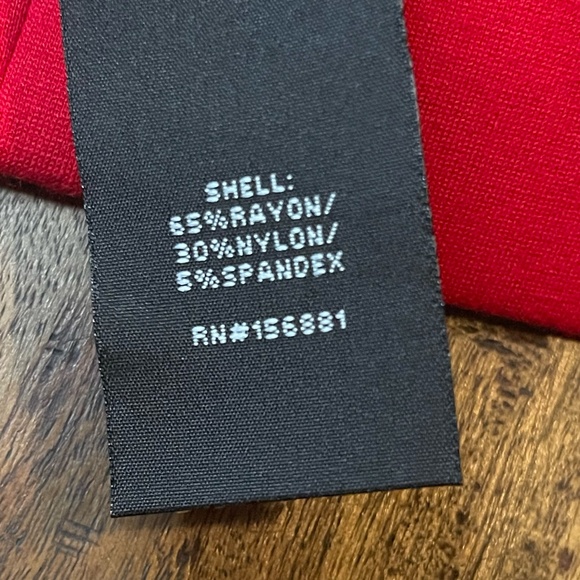 SHELL:
65%RAYON/
30%NYLON/
5%SPANDEX
RN#156881